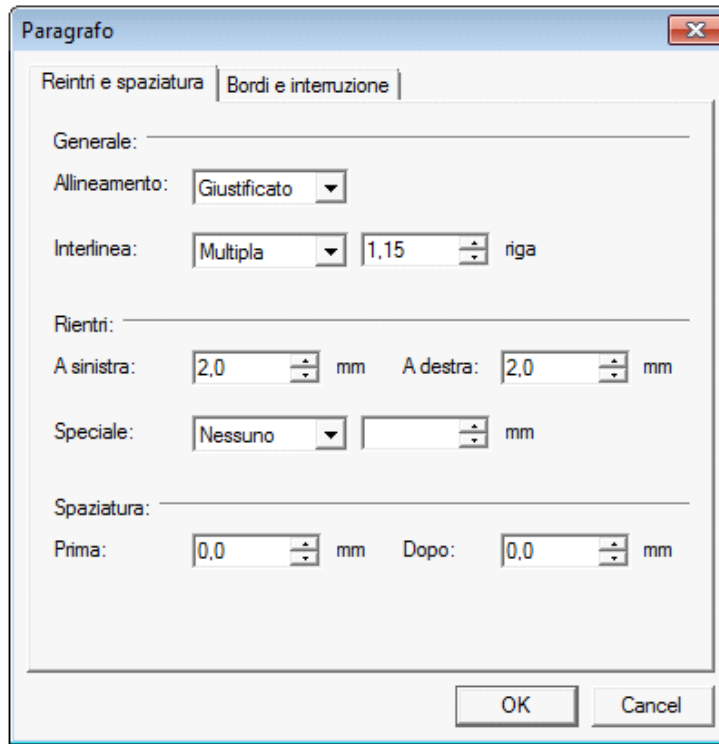 Paragrafo
Reintri e spaziatura Bordi e interruzione
Generale:
Allineamento: Giustificato
Interlinea: Multipla 1,15 riga
Rientri:
A sinistra: 2,0 mm A destra: 2,0 mm
Speciale: Nessuno mm
Spaziatura:
Prima: 0,0 mm Dopo: 0,0 mm
OK Cancel